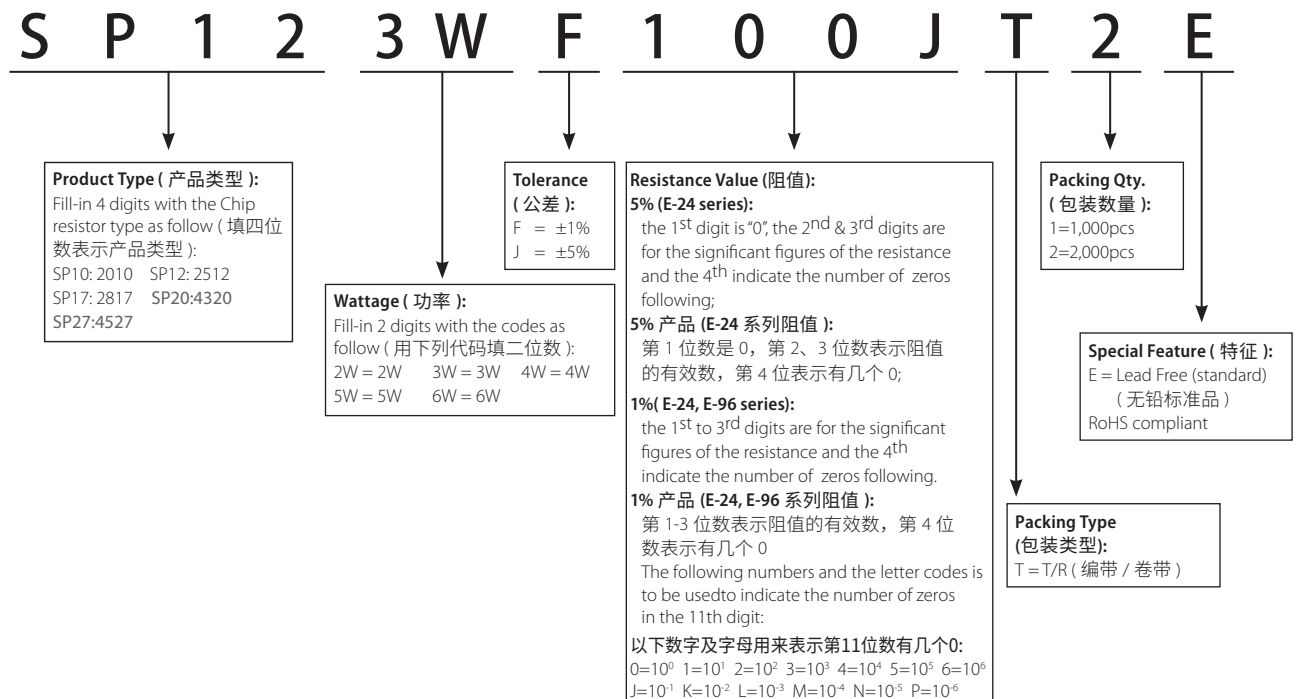 S P 1 2 3 W F 1 0 0 J T 2 E
Product Type ( 产品类型 ):
Fill-in 4 digits with the Chip
resistor type as follow ( 填四位
数表示产品类型 ):
SP10: 2010 SP12: 2512
SP17: 2817 SP20:4320
SP27:4527
Wattage ( 功率 ):
Fill-in 2 digits with the codes as
follow ( 用下列代码填二位数 ):
2W = 2W 3W = 3W 4W = 4W
5W = 5W 6W = 6W
Tolerance
( 公差 ):
F = ±1%
J = ±5%
Resistance Value (阻值):
5% (E-24 series):
the 1st digit is “0”, the 2nd & 3rd digits are
for the significant figures of the resistance
and the 4th indicate the number of zeros
following;
5% 产品 (E-24 系列阻值 ):
第 1 位数是 0，第 2、3 位数表示阻值
的有效数，第 4 位表示有几个 0;
1%( E-24, E-96 series):
the 1st to 3rd digits are for the significant
figures of the resistance and the 4th
indicate the number of zeros following.
1% 产品 (E-24, E-96 系列阻值 ):
第 1-3 位数表示阻值的有效数，第 4 位
数表示有几个 0
The following numbers and the letter codes is
to be usedto indicate the number of zeros
in the 11th digit:
以下数字及字母用来表示第11位数有几个0:
0=10⁰ 1=10¹ 2=10² 3=10³ 4=10⁴ 5=10⁵ 6=10⁶
J=10⁻¹ K=10⁻² L=10⁻³ M=10⁻⁴ N=10⁻⁵ P=10⁻⁶
Packing Type
(包装类型):
T = T/R ( 编带 / 卷带 )
Packing Qty.
( 包装数量 ):
1=1,000pcs
2=2,000pcs
Special Feature ( 特征 ):
E = Lead Free (standard)
( 无铅标准品 )
RoHS compliant